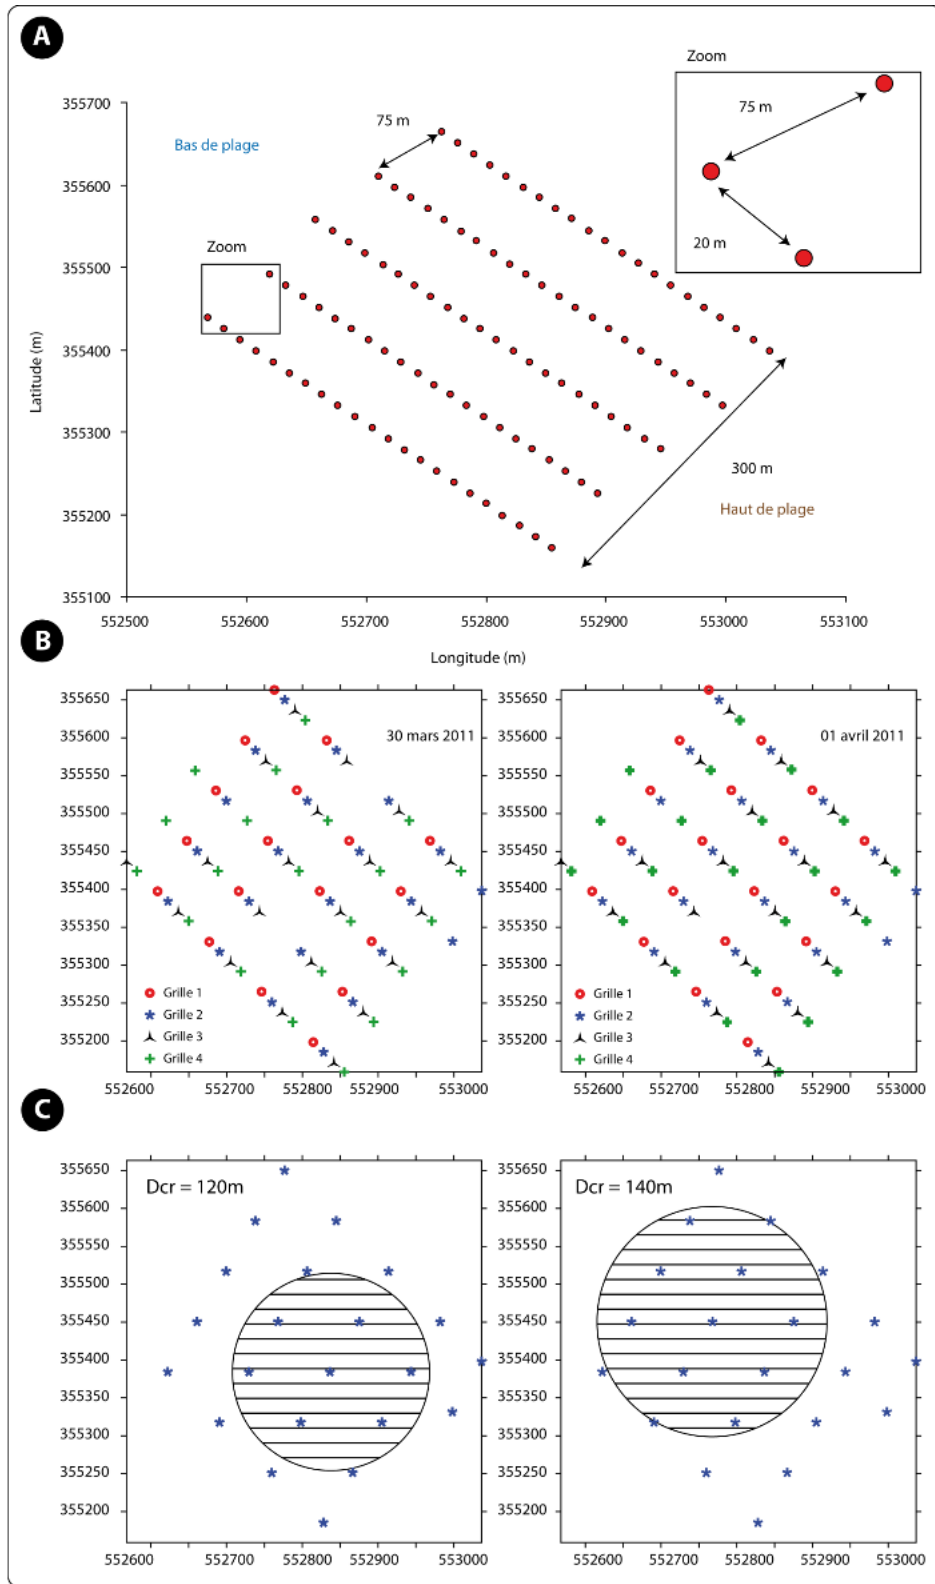 A
Zoom
75 m
20 m
355700
355600
355500
355400
355300
355200
355100
Latitude (m)
Bas de plage
75 m
Zoom
300 m
Haut de plage
552500 552600 552700 552800 552900 553000 553100
Longitude (m)
B
355650
355600
355550
355500
355450
355400
355350
355300
355250
355200
30 mars 2011
Grille 1
Grille 2
Grille 3
Grille 4
552600 552700 552800 552900 553000
355650
355600
355550
355500
355450
355400
355350
355300
355250
355200
01 avril 2011
Grille 1
Grille 2
Grille 3
Grille 4
552600 552700 552800 552900 553000
C
355650
355600
355550
355500
355450
355400
355350
355300
355250
355200
Dcr = 120m
552600 552700 552800 552900 553000
355650
355600
355550
355500
355450
355400
355350
355300
355250
355200
Dcr = 140m
552600 552700 552800 552900 553000